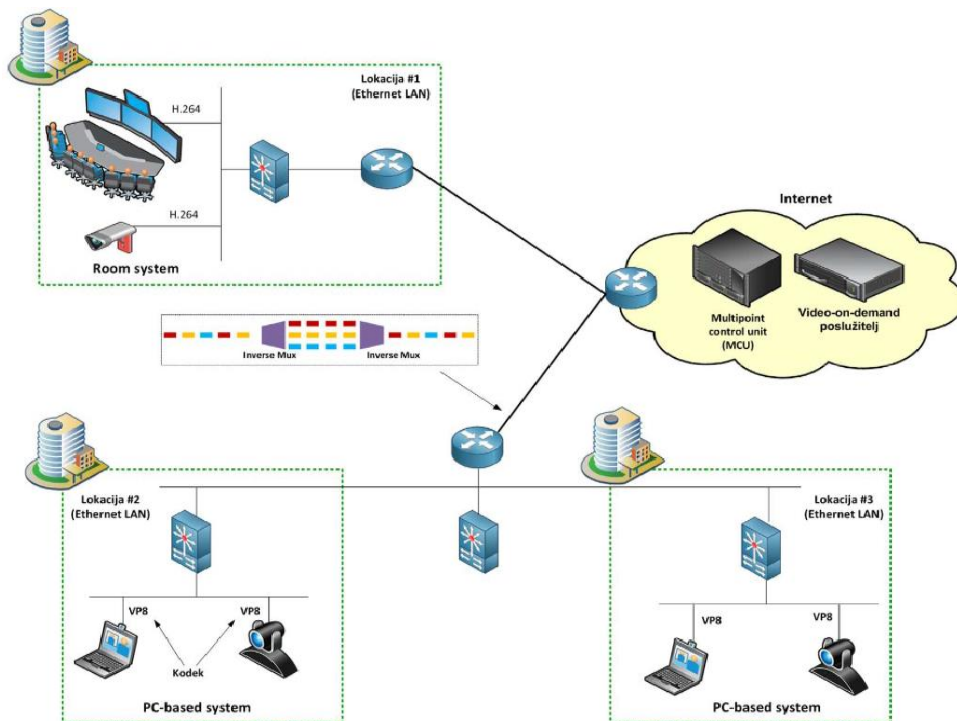 Lokacija #1
(Ethernet LAN)
H.264
H.264
Room system
Internet
Multipoint
control unit
(MCU)
Video-on-demand
poslužitelj
Inverse Mux
Inverse Mux
Lokacija #2
(Ethernet LAN)
VP8
VP8
Kodek
PC-based system
Lokacija #3
(Ethernet LAN)
VP8
VP8
PC-based system